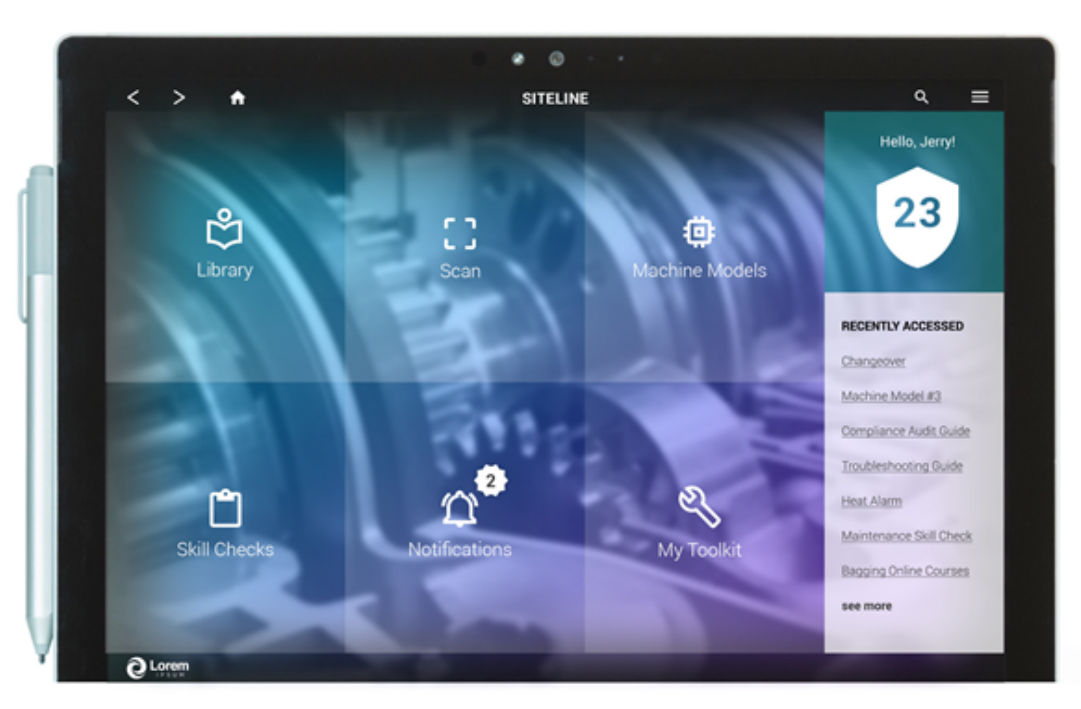 SITELINE
Hello, Jerry!
23
Library
Scan
Machine Models
RECENTLY ACCESSED
Changeover
Machine Model #3
Compliance Audit Guide
Troubleshooting Guide
Heat Alarm
Maintenance Skill Check
Bagging Online Courses
see more
2
Skill Checks
Notifications
My Toolkit
Lorem
IPSUM